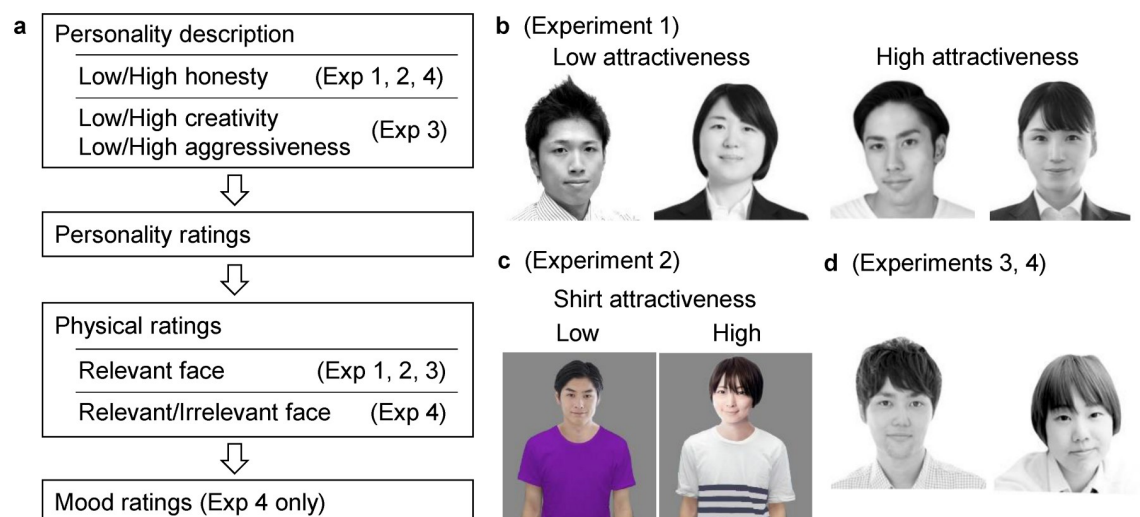 a
Personality description
Low/High honesty (Exp 1, 2, 4)
Low/High creativity
Low/High aggressiveness
(Exp 3)
Personality ratings
Physical ratings
Relevant face (Exp 1, 2, 3)
Relevant/Irrelevant face (Exp 4)
Mood ratings (Exp 4 only)
b (Experiment 1)
Low attractiveness
High attractiveness
c (Experiment 2)
Shirt attractiveness
Low
High
d (Experiments 3, 4)